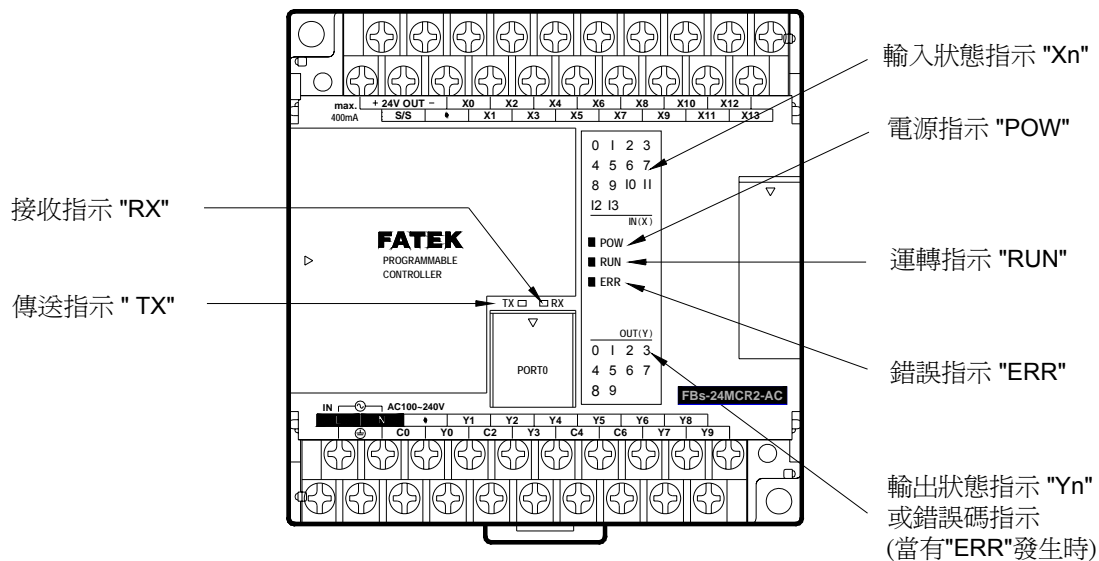 max.
400mA
+ 24V OUT - X0 X2 X4 X6 X8 X10 X12
S/S X1 X3 X5 X7 X9 X11 X13
輸入狀態指示 "Xn"
電源指示 "POW"
運轉指示 "RUN"
錯誤指示 "ERR"
輸出狀態指示 "Yn"
或錯誤碼指示
(當有"ERR"發生時)
接收指示 "RX"
傳送指示 " TX"
FATEK
PROGRAMMABLE
CONTROLLER
TX RX
PORT0
0 1 2 3
4 5 6 7
8 9 10 11
12 13
IN(X)
POW
RUN
ERR
OUT(Y)
0 1 2 3
4 5 6 7
8 9
FBs-24MCR2-AC
IN AC100~240V
L N Y1 Y2 Y4 Y5 Y6 Y8
C0 Y0 C2 Y3 C4 C6 Y7 Y9